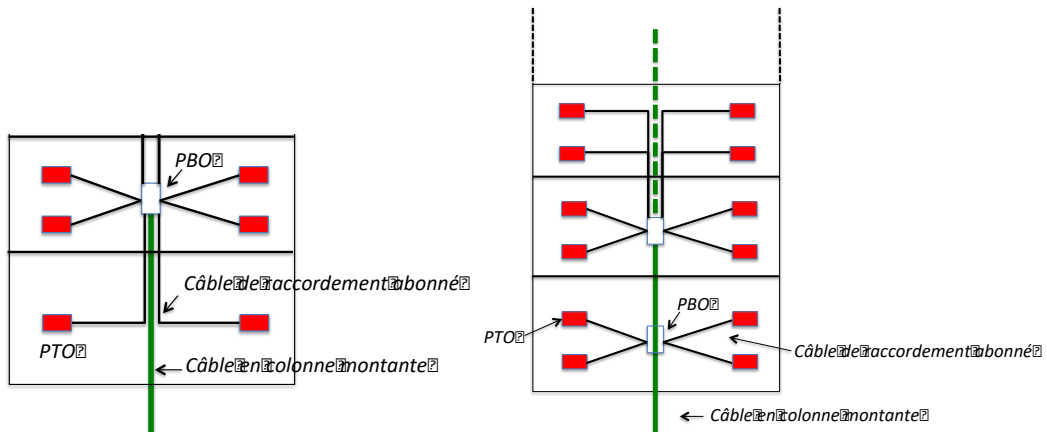 PBO
Câble de raccordement abonné
PTO
Câble en colonne montante
PBO
PTO
Câble de raccordement abonné
Câble en colonne montante